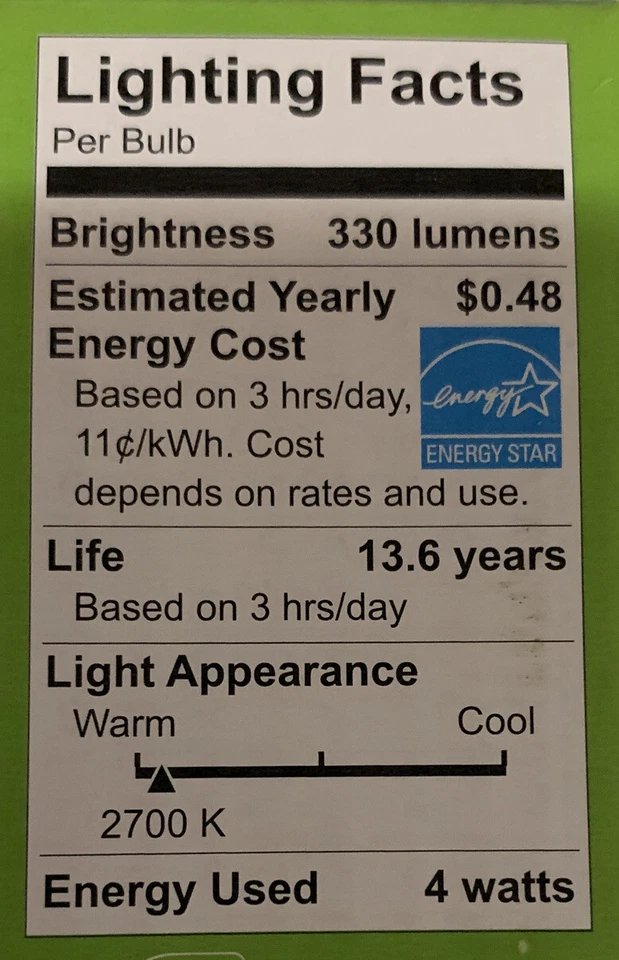 Lighting Facts
Per Bulb
Brightness 330 lumens
Estimated Yearly $0.48
Energy Cost
Based on 3 hrs/day,
11¢/kWh. Cost
depends on rates and use.
energy
ENERGY STAR
Life 13.6 years
Based on 3 hrs/day
Light Appearance
Warm Cool
2700 K
Energy Used 4 watts